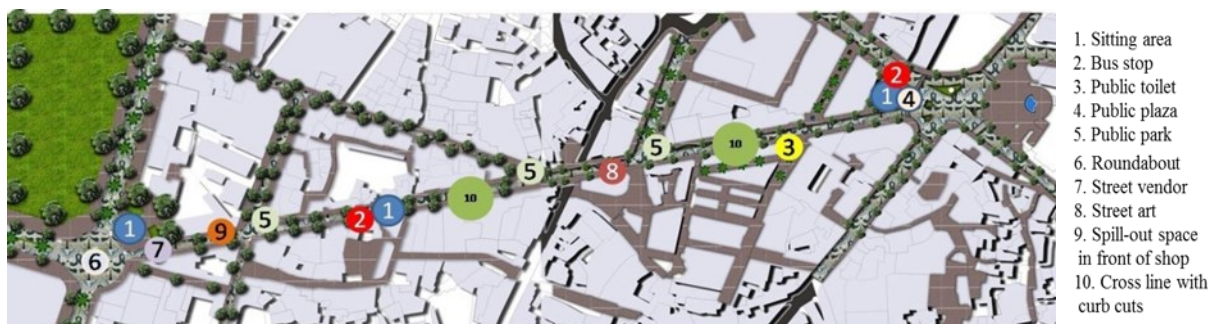 2
1
4
5
10
3
5
8
10
1
2
5
9
1
7
6
1. Sitting area
2. Bus stop
3. Public toilet
4. Public plaza
5. Public park
6. Roundabout
7. Street vendor
8. Street art
9. Spill-out space
in front of shop
10. Cross line with
curb cuts